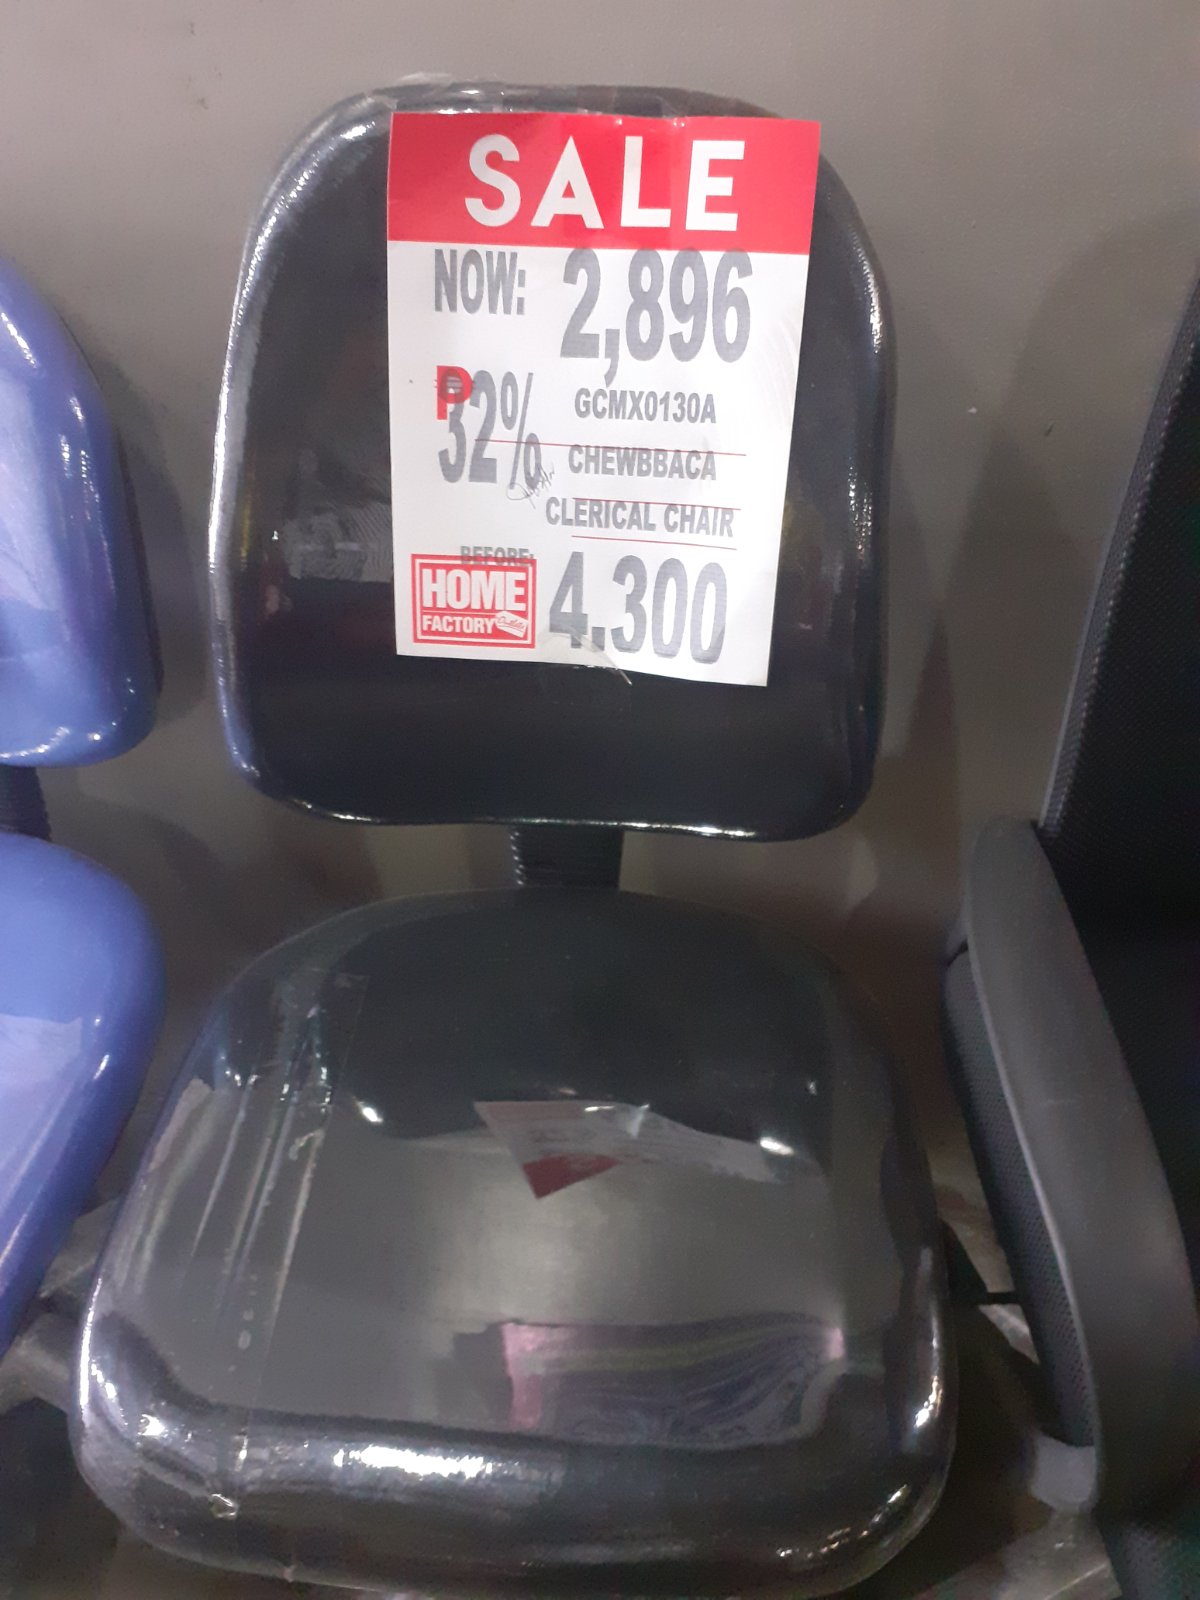 SALE
NOW: 2,896
P
32% GCMX0130A
CHEWBBACA
CLERICAL CHAIR
BEFORE: 4,300
HOME
FACTORY